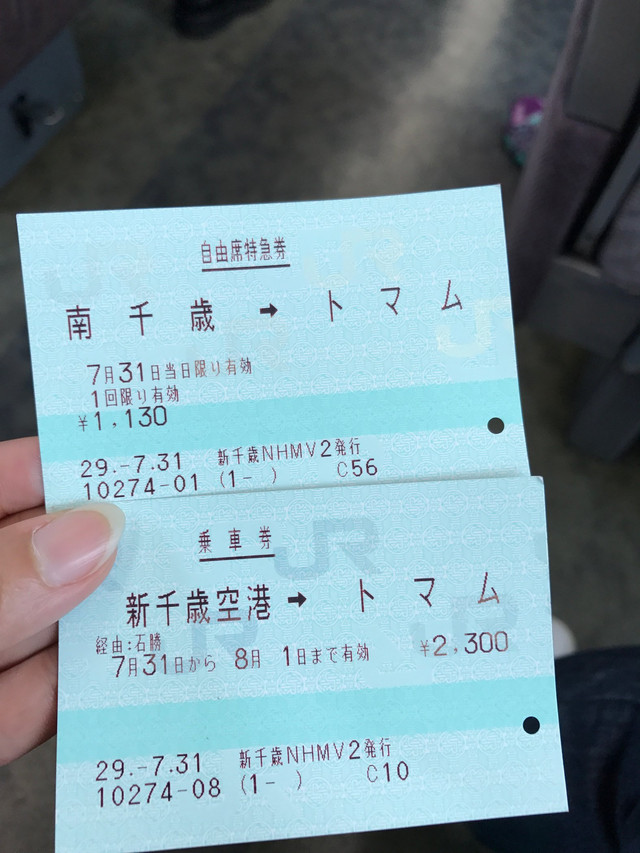 自由席特急券
南千歳 → トマム
7月31日当日限り有効
1回限り有効
¥1,130
29.-7.31 新千歳NHMV2発行
10274-01 (1- ) C56
乗車券
新千歳空港 → トマム
経由:石勝
7月31日から 8月 1日まで有効 ¥2,300
29.-7.31 新千歳NHMV2発行
10274-08 (1- ) C10